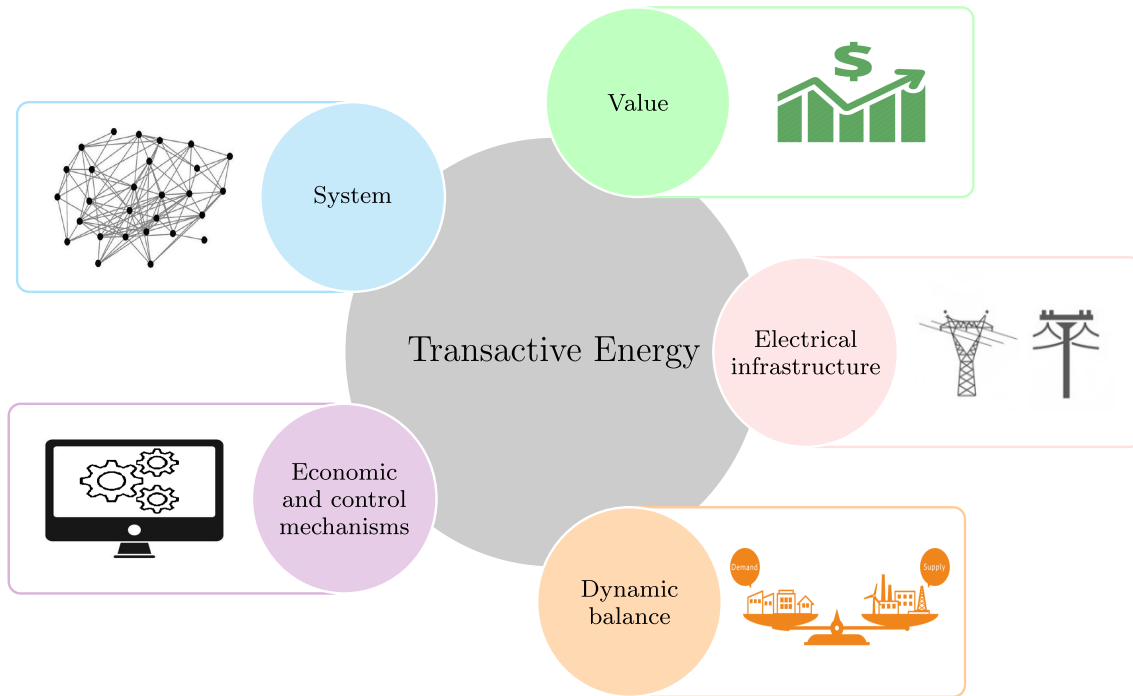 Value
$
System
Transactive Energy
Electrical
infrastructure
Economic
and control
mechanisms
Dynamic
balance
Demand
Supply